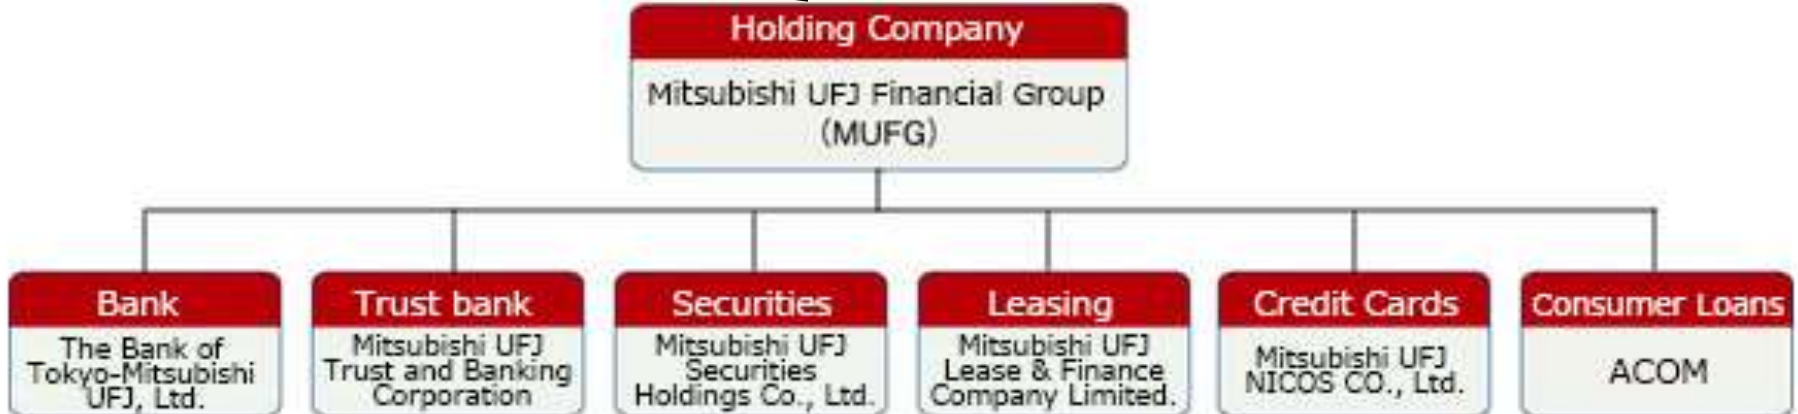 Holding Company
Mitsubishi UFJ Financial Group
(MUFG)
Bank
The Bank of
Tokyo-Mitsubishi
UFJ, Ltd.
Trust bank
Mitsubishi UFJ
Trust and Banking
Corporation
Securities
Mitsubishi UFJ
Securities
Holdings Co., Ltd.
Leasing
Mitsubishi UFJ
Lease & Finance
Company Limited.
Credit Cards
Mitsubishi UFJ
NICOS CO., Ltd.
Consumer Loans
ACOM